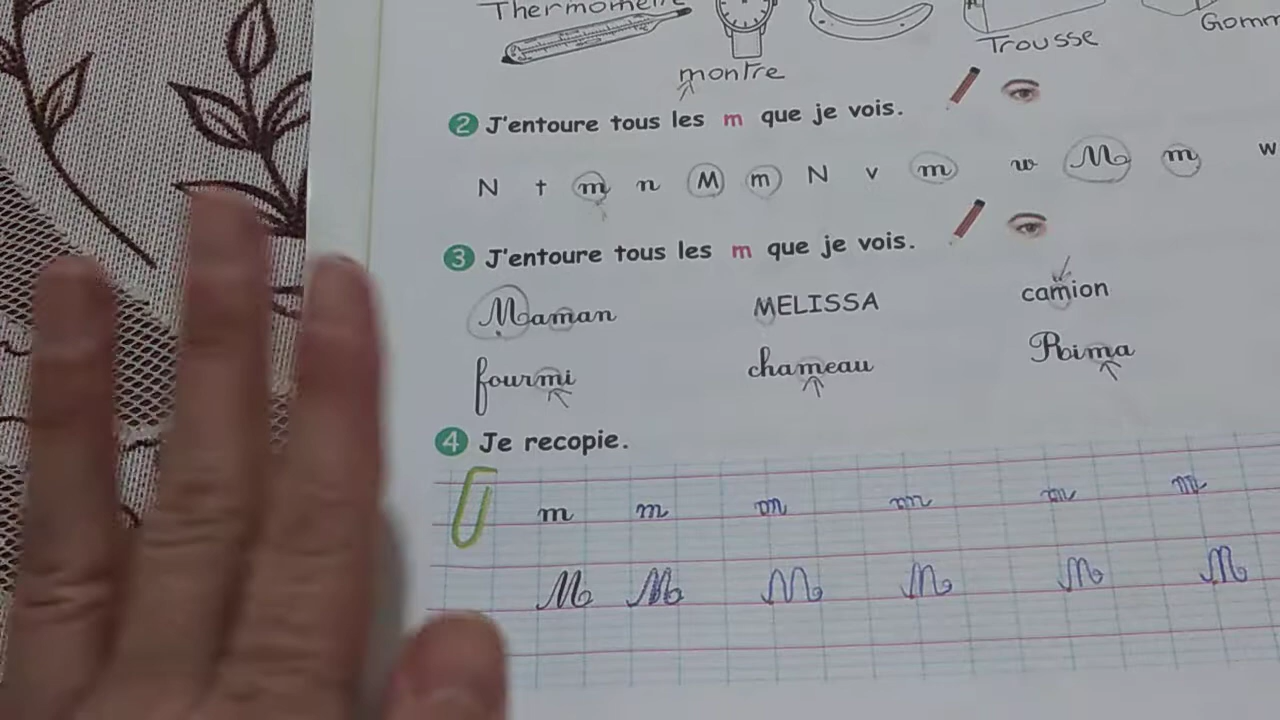 Trousse
Gomm
montre
2 J'entoure tous les m que je vois.
N t m n M m N v m w M m w
3 J'entoure tous les m que je vois.
Maman MELISSA camion
fourmi chameau Rima
4 Je recopie.
m m m m m m
M M M M M M